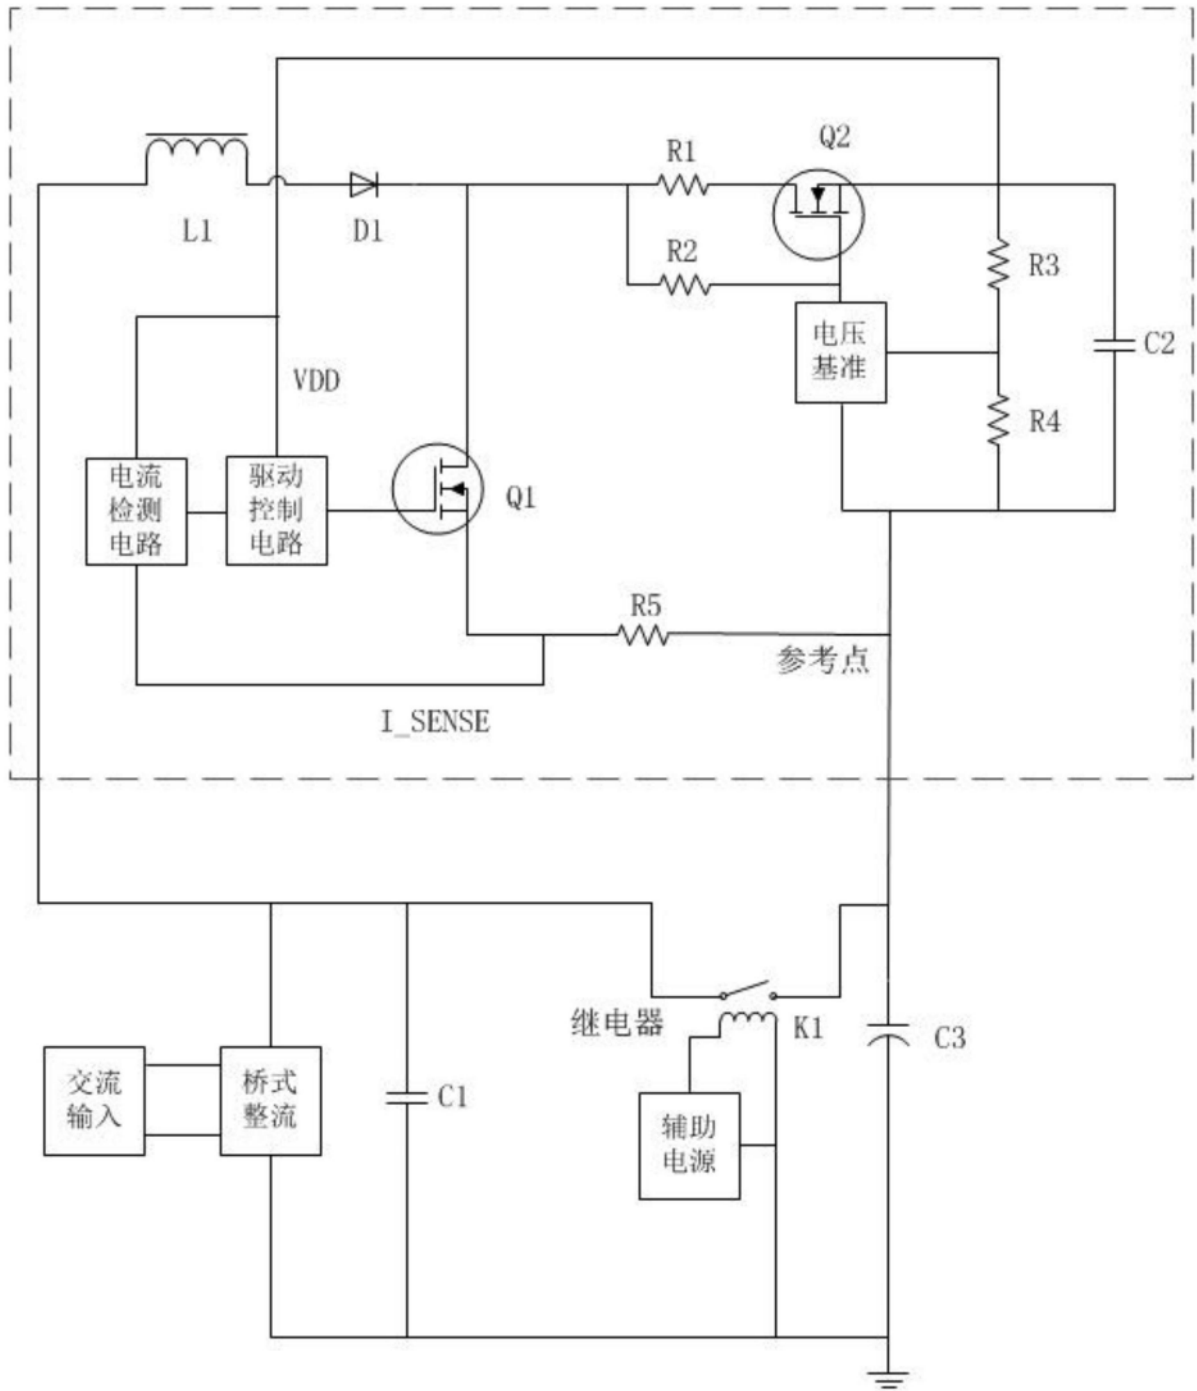 Q2
R1
L1
D1
R2
R3
电压
基准
C2
VDD
R4
电流
检测
电路
驱动
控制
电路
Q1
R5
参考点
I_SENSE
继电器
K1
C3
交流
输入
桥式
整流
C1
辅助
电源